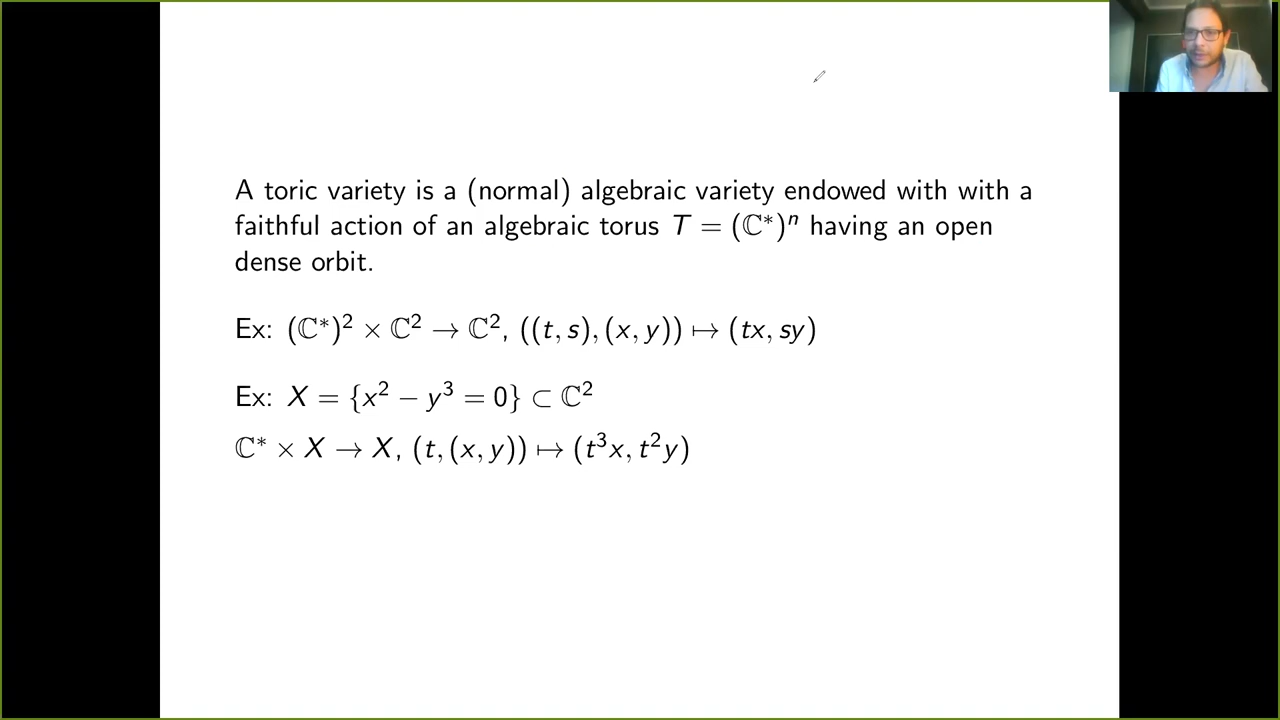 A toric variety is a (normal) algebraic variety endowed with with a
faithful action of an algebraic torus T = (ℂ*)ⁿ having an open
dense orbit.
Ex: (ℂ*)² × ℂ² → ℂ², ((t, s), (x, y)) ↦ (tx, sy)
Ex: X = {x² − y³ = 0} ⊂ ℂ²
ℂ* × X → X, (t, (x, y)) ↦ (t³x, t²y)